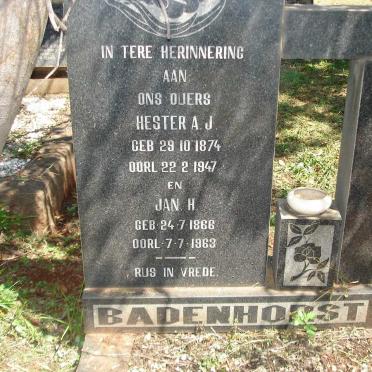 IN TERE HERINNERING
AAN
ONS OUERS
HESTER A.J
GEB 29 10 1874
OORL 22 2 1947
EN
JAN. H
GEB 24-7-1866
OORL 7-7-1963
RUS IN VREDE.
BADENHORST